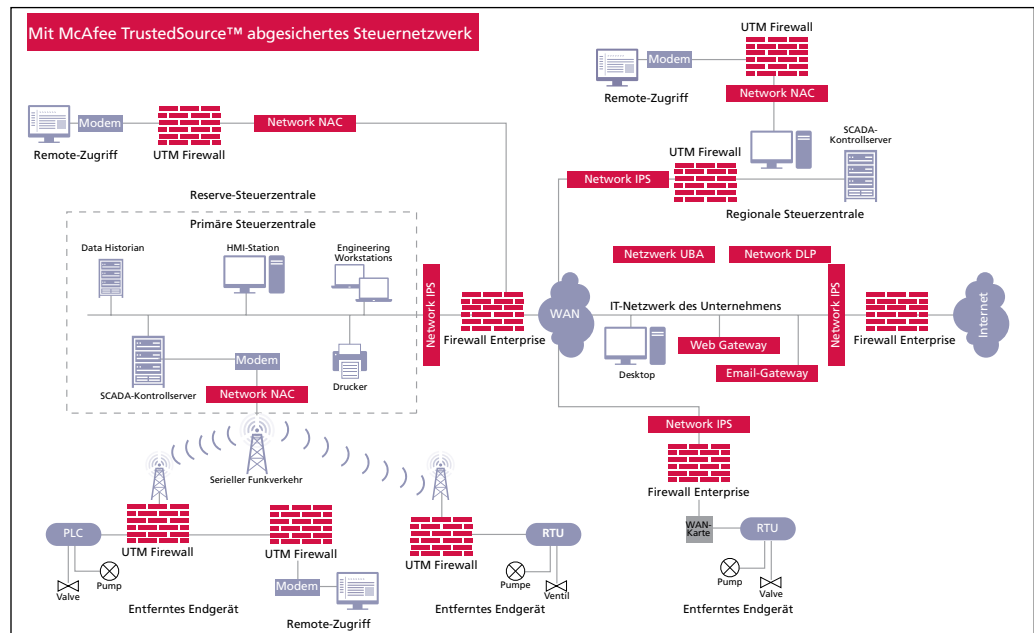 Mit McAfee TrustedSource™ abgesichertes Steuernetzwerk
UTM Firewall
Modem
Remote-Zugriff
Network NAC
Modem
Remote-Zugriff
UTM Firewall
Network NAC
SCADA-
Kontrollserver
UTM Firewall
Network IPS
Regionale Steuerzentrale
Reserve-Steuerzentrale
Primäre Steuerzentrale
Data Historian
HMI-Station
Engineering
Workstations
Network IPS
Firewall Enterprise
WAN
Netzwerk UBA
Network DLP
IT-Netzwerk des Unternehmens
Network IPS
Firewall Enterprise
Internet
Desktop
Web Gateway
Email-Gateway
SCADA-Kontrollserver
Modem
Network NAC
Drucker
Serieller Funkverkehr
Network IPS
Firewall Enterprise
WAN-
Karte
RTU
Pump
Valve
Entferntes Endgerät
PLC
UTM Firewall
Pump
Valve
Entferntes Endgerät
UTM Firewall
Modem
Remote-Zugriff
UTM Firewall
RTU
Pumpe
Ventil
Entferntes Endgerät